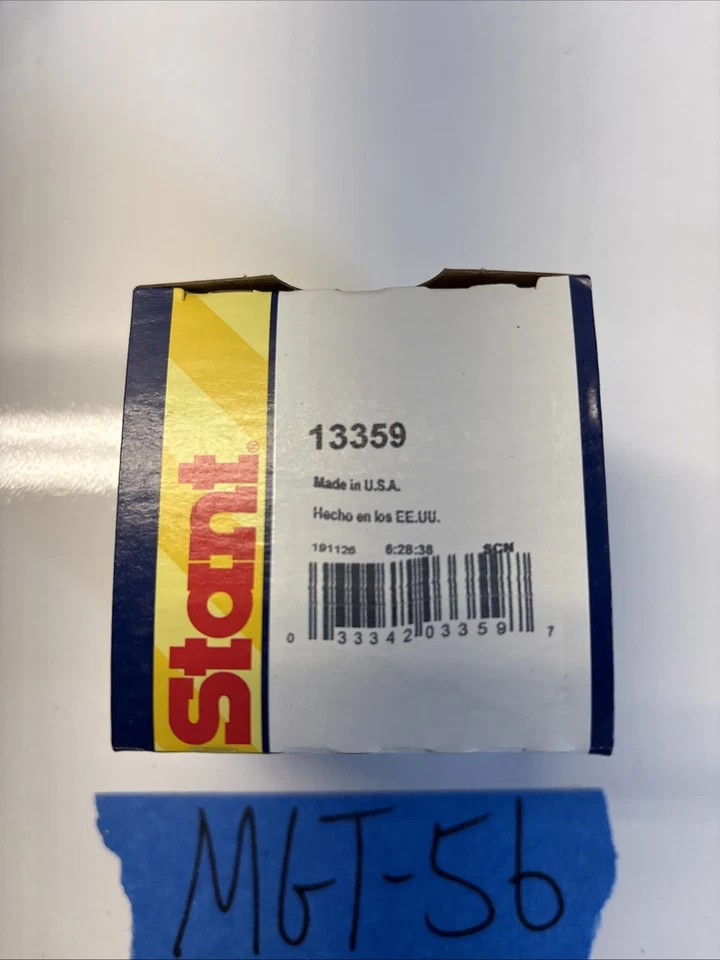 Stant®
13359
Made in U.S.A.
Hecho en los EE.UU.
191126 6:28:38 SCN
0 33342 03359 7
MGT-56